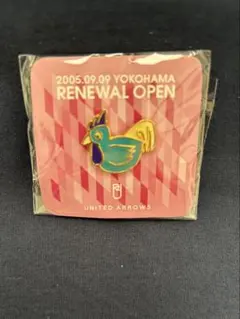 2005.09.09 YOKOHAMA
RENEWAL OPEN
UNITED ARROWS